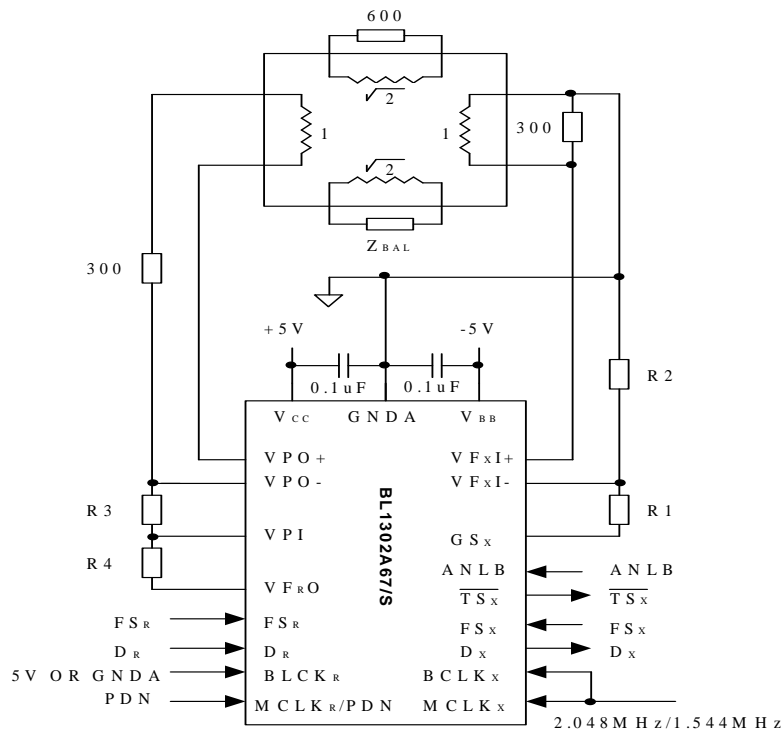 600
√2
1
1
300
√2
Z BAL
300
+5V
-5V
0.1uF
0.1uF
R2
VCC
GNDA
VBB
VPO+
VFXI+
VPO-
VFXI-
R3
R1
VPI
GSX
BL1302A67/S
R4
ANLB
ANLB
VFRO
TSX
TSX
FSR
FSR
FSX
FSX
DR
DR
DX
DX
5V OR GNDA
BLCKR
BCLKX
PDN
MCLKR/PDN
MCLKX
2.048MHz/1.544MHz